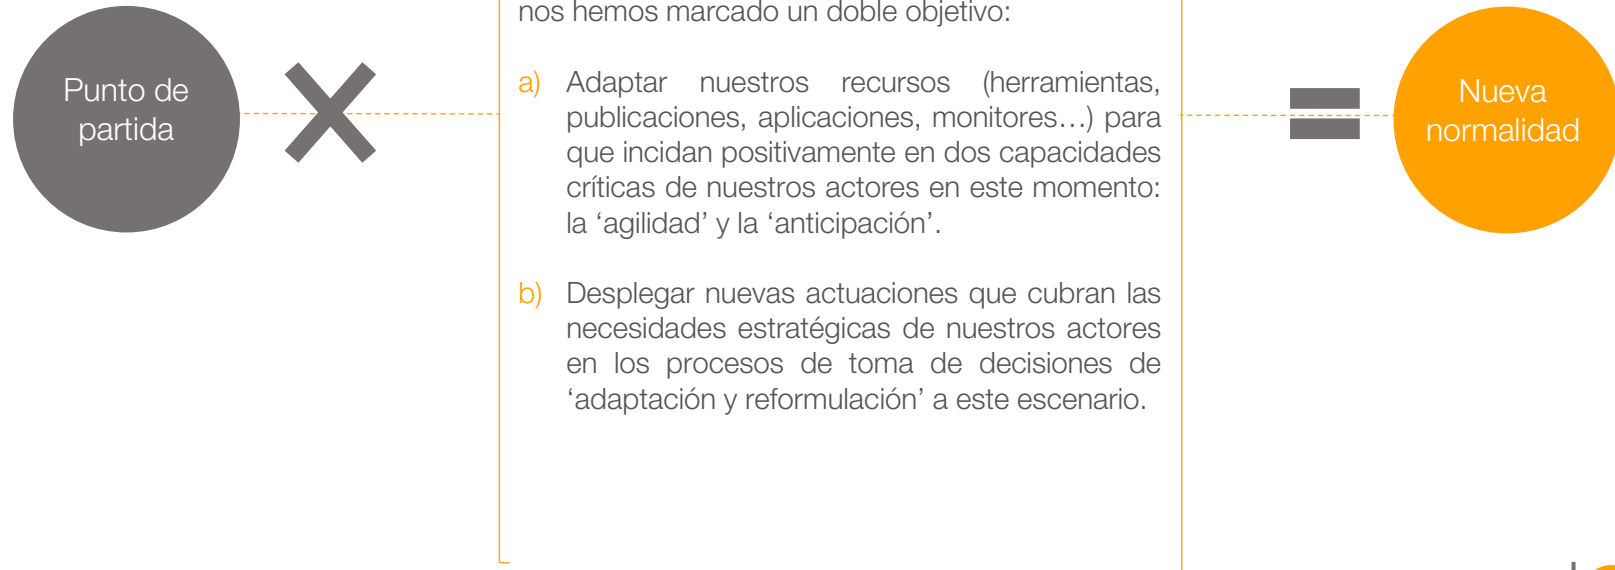 Punto de
partida
nos hemos marcado un doble objetivo:
a) Adaptar nuestros recursos (herramientas,
publicaciones, aplicaciones, monitores…) para
que incidan positivamente en dos capacidades
críticas de nuestros actores en este momento:
la ‘agilidad’ y la ‘anticipación’.
b) Desplegar nuevas actuaciones que cubran las
necesidades estratégicas de nuestros actores
en los procesos de toma de decisiones de
‘adaptación y reformulación’ a este escenario.
Nueva
normalidad